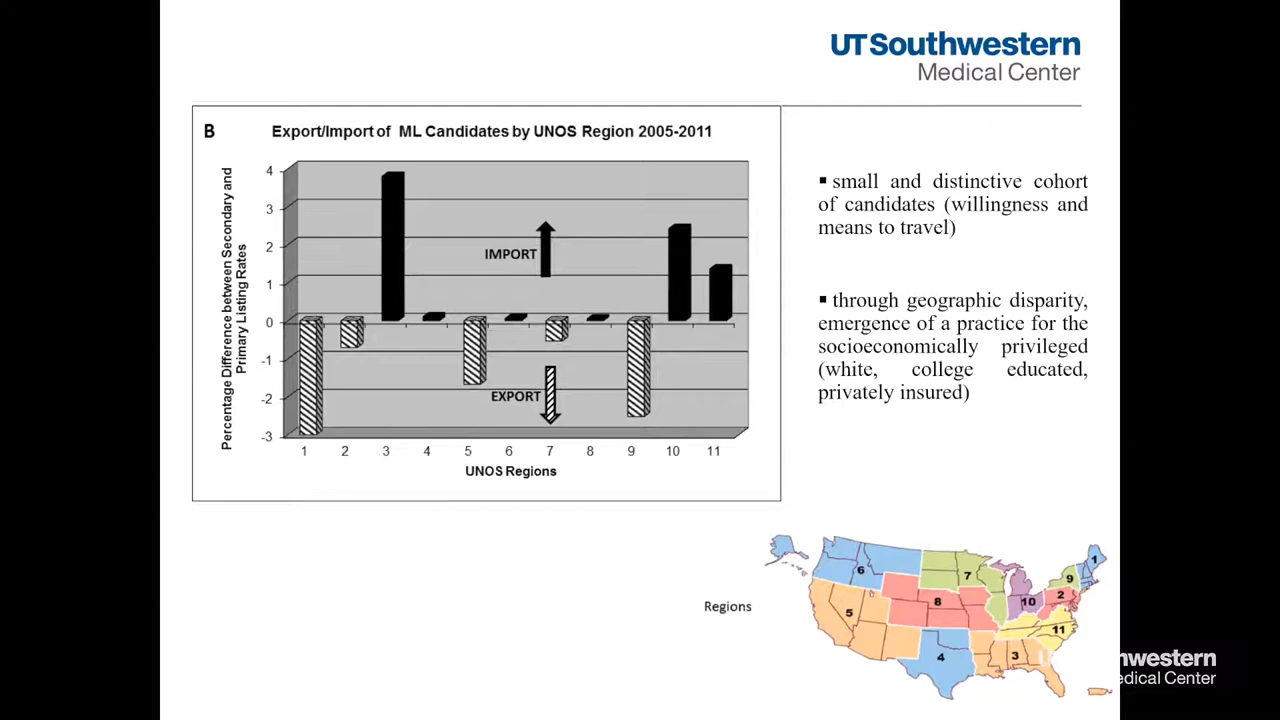 UTSouthwestern
Medical Center
B
Export/Import of ML Candidates by UNOS Region 2005-2011
Percentage Difference between Secondary and
Primary Listing Rates
4
3
2
1
0
-1
-2
-3
IMPORT
EXPORT
1 2 3 4 5 6 7 8 9 10 11
UNOS Regions
▪ small and distinctive cohort
of candidates (willingness and
means to travel)
▪ through geographic disparity,
emergence of a practice for the
socioeconomically privileged
(white, college educated,
privately insured)
Regions
1
6
7
9
2
8
10
5
11
4
3
hwestern
edical Center